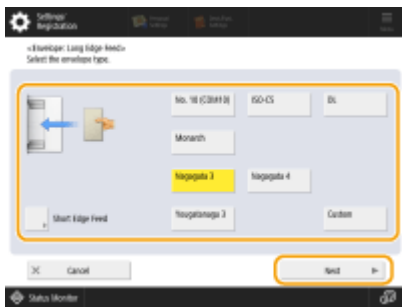 Settings/
Registration
Menu
<Envelope: Long Edge Feed>
Select the envelope type.
No. 10 (COM10)
ISO-C5
DL
Monarch
Nagagata 3
Nagagata 4
Short Edge Feed
Yougatanaga 3
Custom
Cancel
Next
Status Monitor